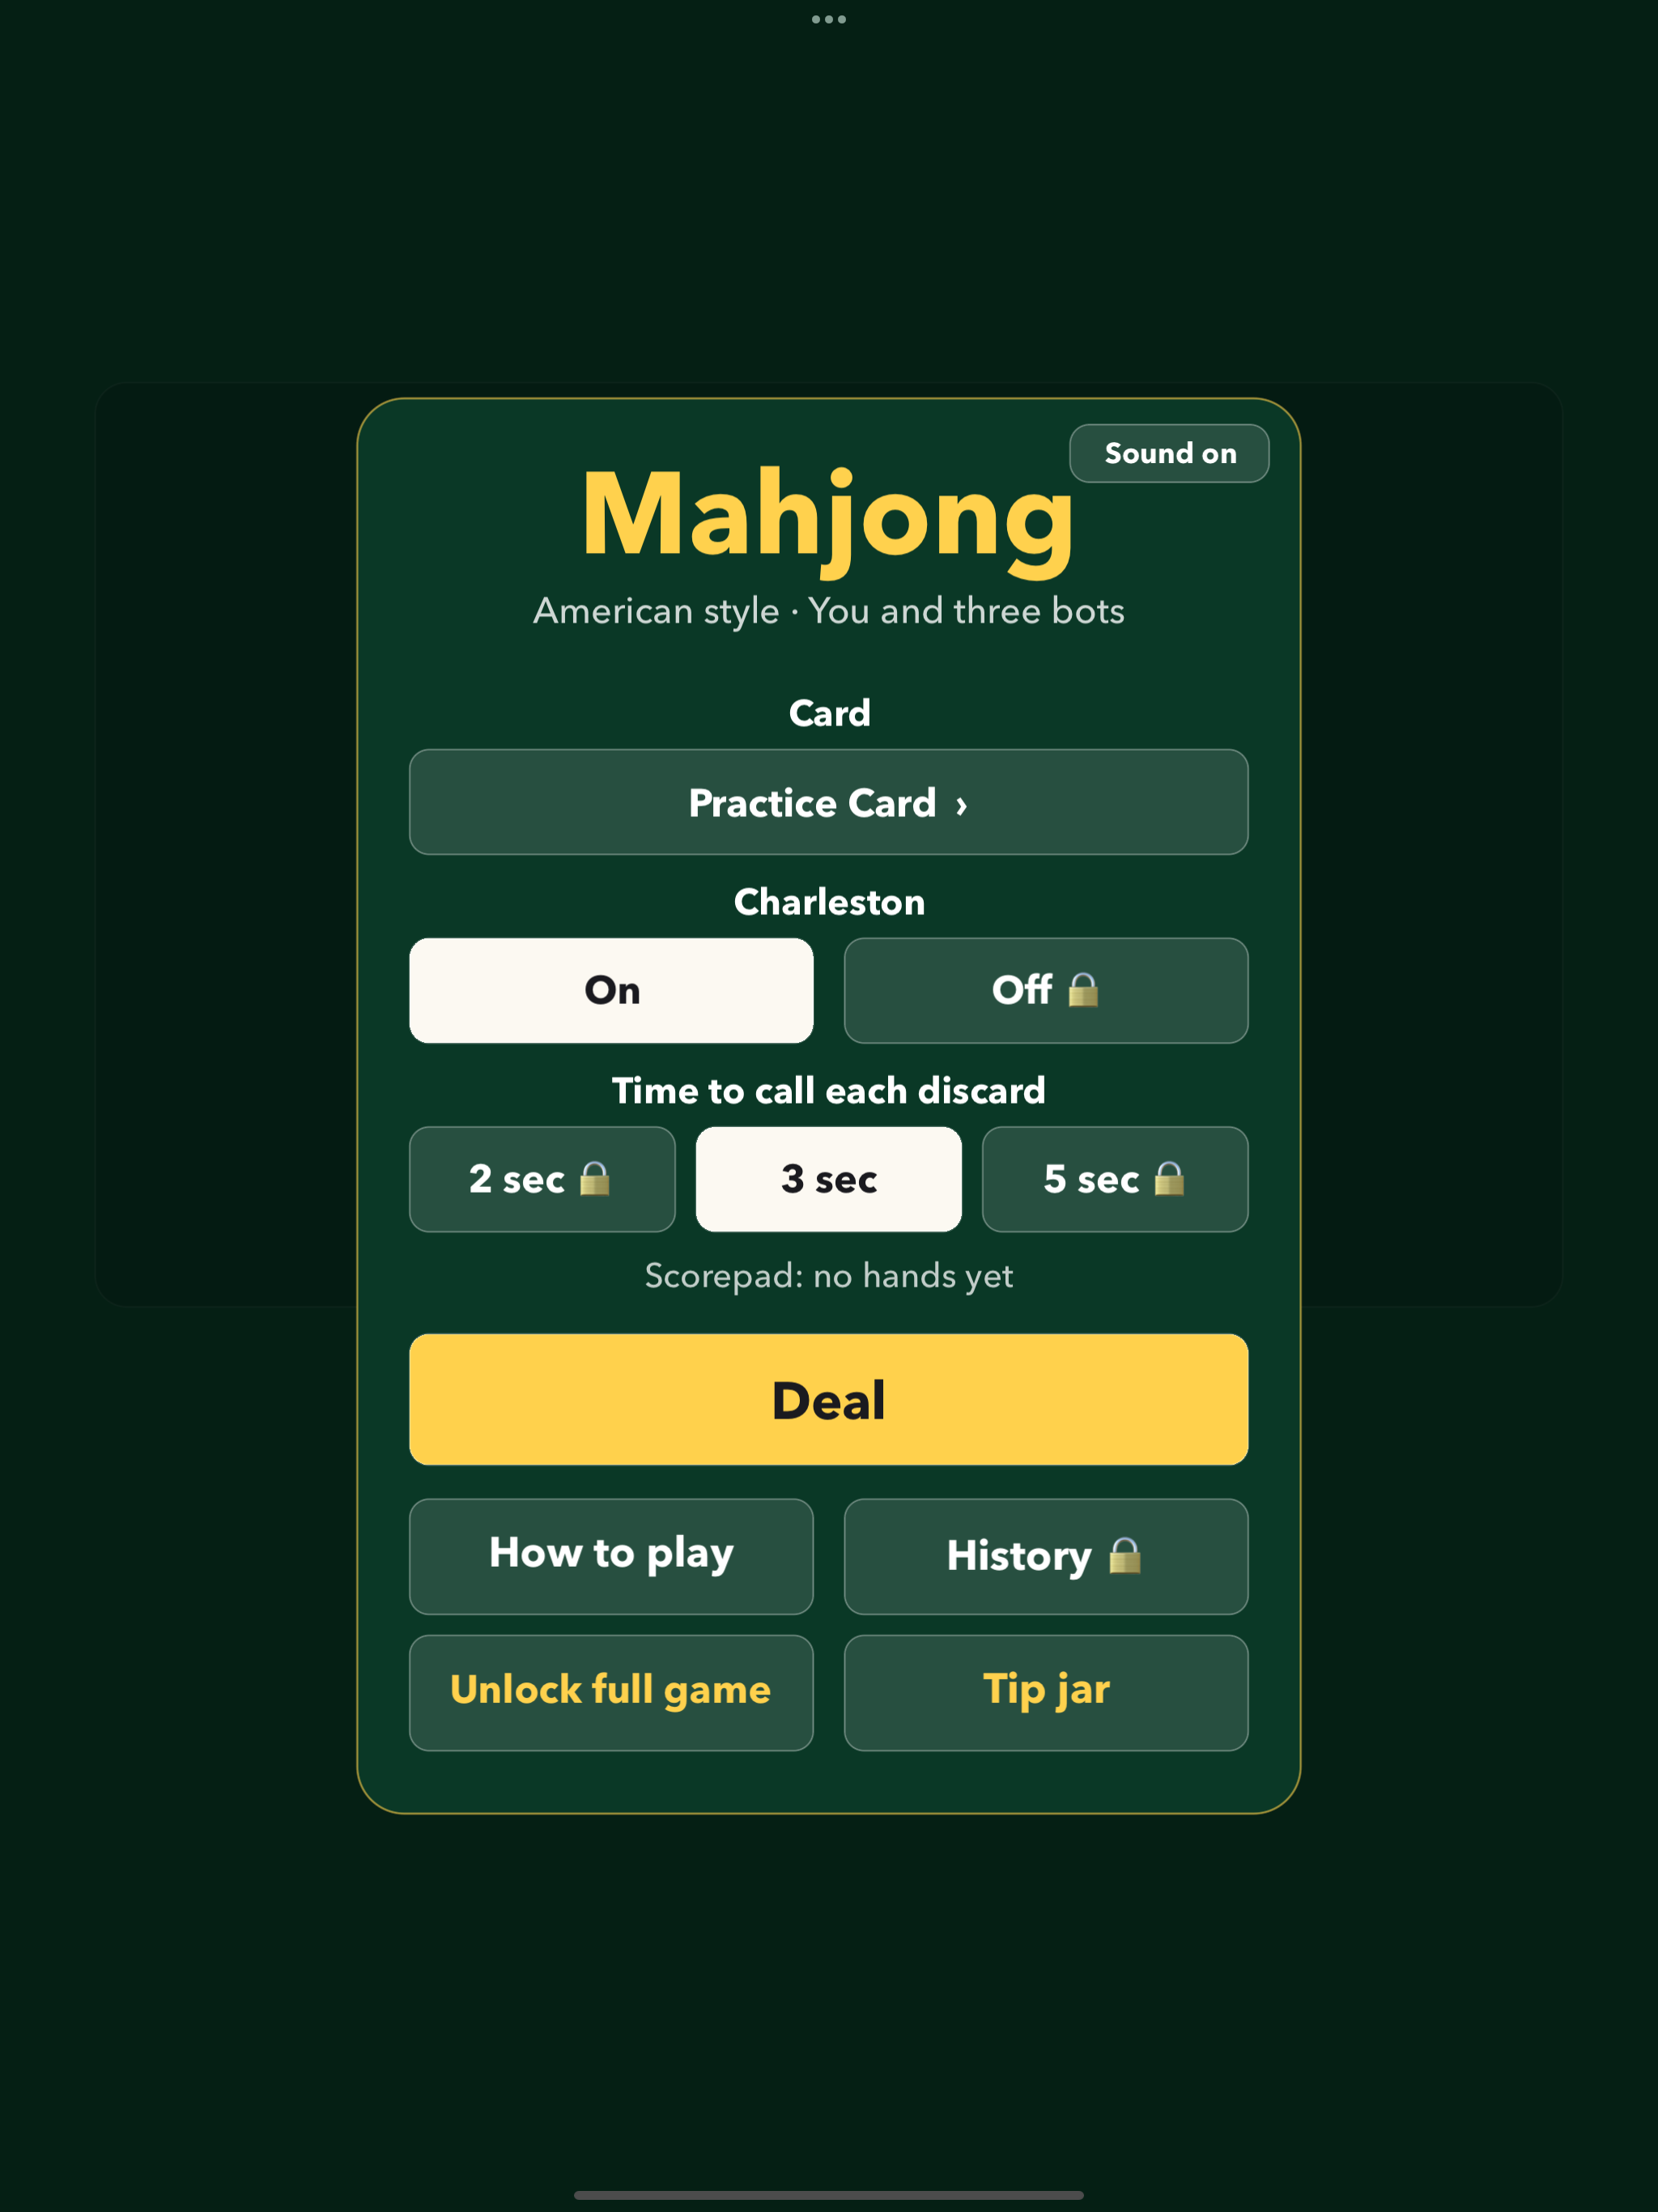 Sound on
Mahjong
American style · You and three bots
Card
Practice Card ›
Charleston
On
Off 🔒
Time to call each discard
2 sec 🔒
3 sec
5 sec 🔒
Scorepad: no hands yet
Deal
How to play
History 🔒
Unlock full game
Tip jar